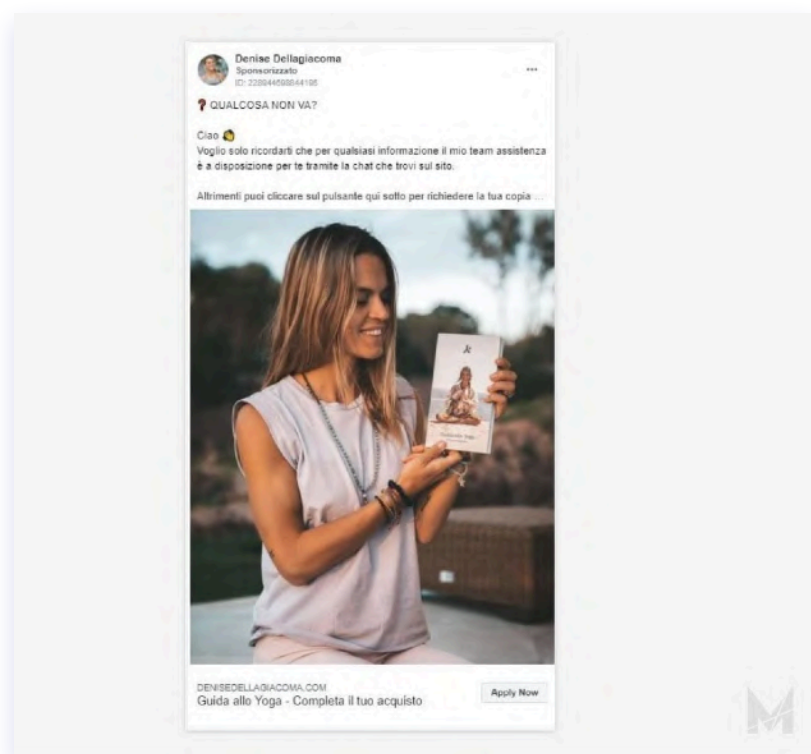 Denise Dellagiacoma
Sponsorizzato
ID: 228944698644195
❓ QUALCOSA NON VA?
Ciao 🍋
Voglio solo ricordarti che per qualsiasi informazione il mio team assistenza
è a disposizione per te tramite la chat che trovi sul sito.
Altrimenti puoi cliccare sul pulsante qui sotto per richiedere la tua copia ...
DENISEDELLAGIACOMA.COM
Guida allo Yoga - Completa il tuo acquisto
Apply Now
M